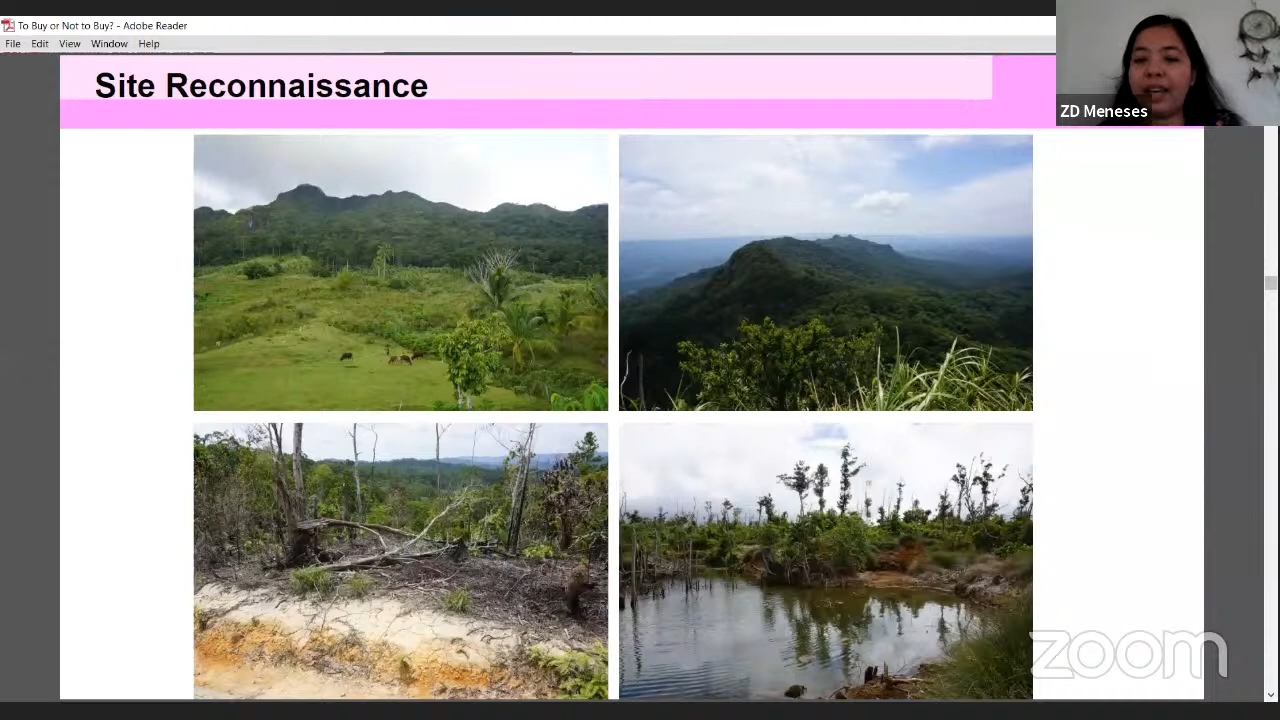 To Buy or Not to Buy? - Adobe Reader
File Edit View Window Help
Site Reconnaissance
ZD Meneses
zoom